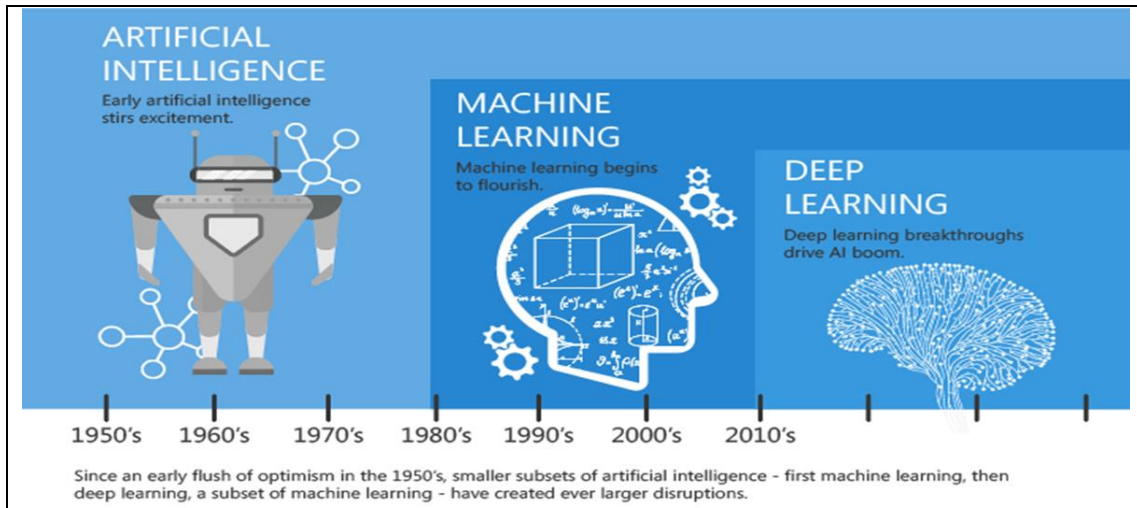 ARTIFICIAL
INTELLIGENCE
Early artificial intelligence
stirs excitement.
MACHINE
LEARNING
Machine learning begins
to flourish.
DEEP
LEARNING
Deep learning breakthroughs
drive AI boom.
1950's 1960's 1970's 1980's 1990's 2000's 2010's
Since an early flush of optimism in the 1950's, smaller subsets of artificial intelligence - first machine learning, then
deep learning, a subset of machine learning - have created ever larger disruptions.